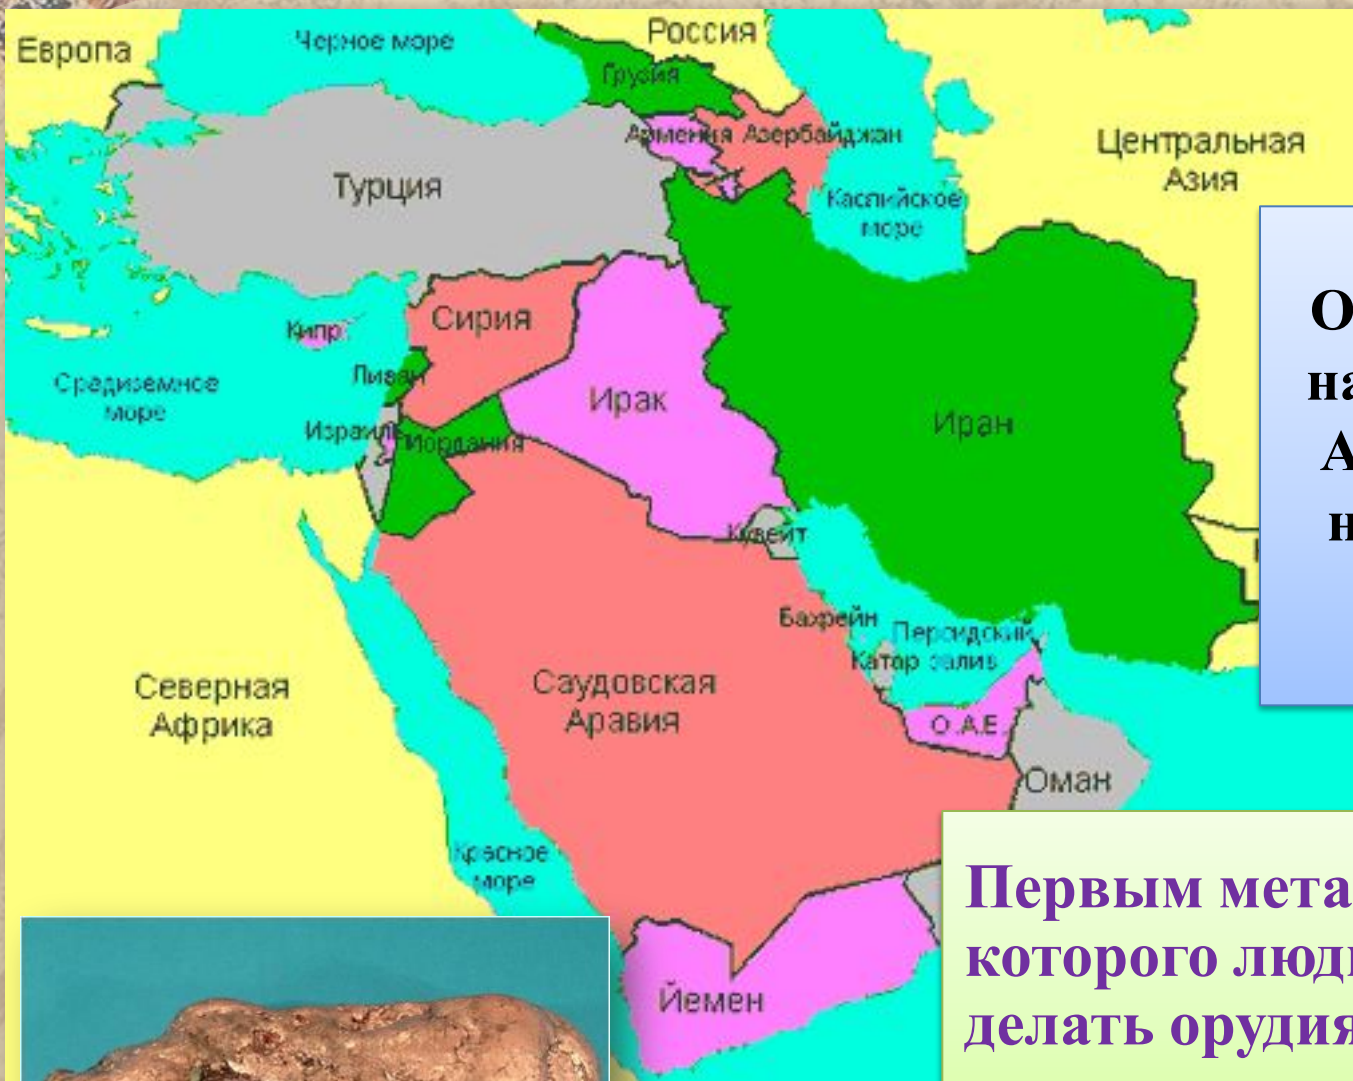 Европа
Черное море
Россия
Грузия
Армения
Азербайджан
Центральная
Азия
Турция
Каспийское
море
Сирия
Кипр
Ливан
Средиземное
море
Ирак
Иран
Израиль
Иордания
Кувейт
Бахрейн
Персидский
залив
Катар
Северная
Африка
Саудовская
Аравия
О.А.Е.
Оман
Красное
море
Йемен
О
на
А
н
Первым мета
которого люди
делать орудия